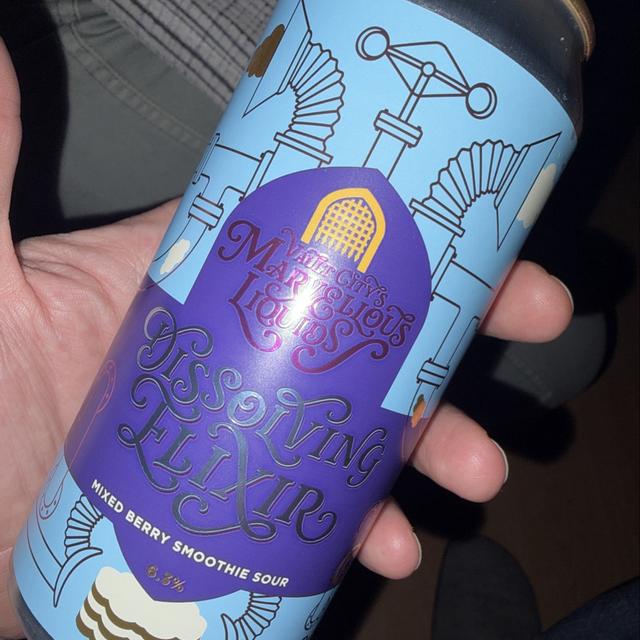 VAULT CITY'S
MARVELLOUS
LIQUIDS
DISSOLVING
ELIXIR
MIXED BERRY SMOOTHIE SOUR
6.3%